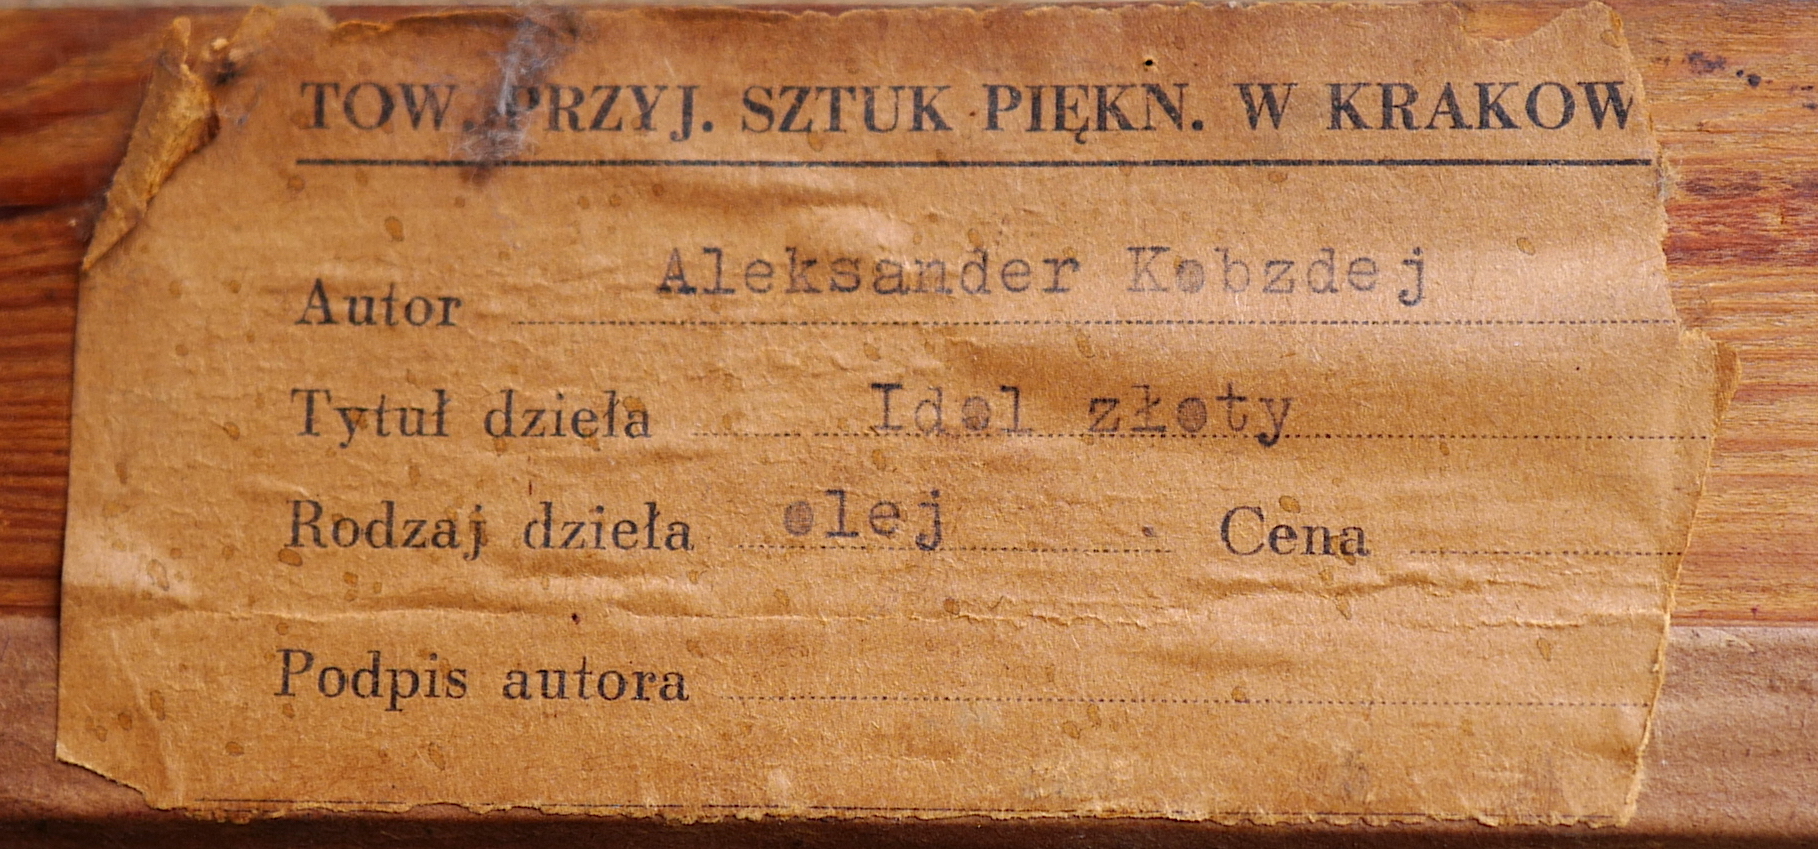 TOW. PRZYJ. SZTUK PIĘKN. W KRAKOW
Autor Aleksander Kobzdej
Tytuł dzieła Idol złoty
Rodzaj dzieła olej . Cena
Podpis autora